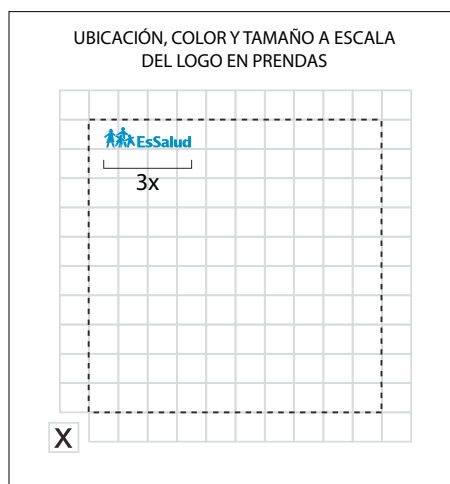 UBICACIÓN, COLOR Y TAMAÑO A ESCALA
DEL LOGO EN PRENDAS
EsSalud
3x
X